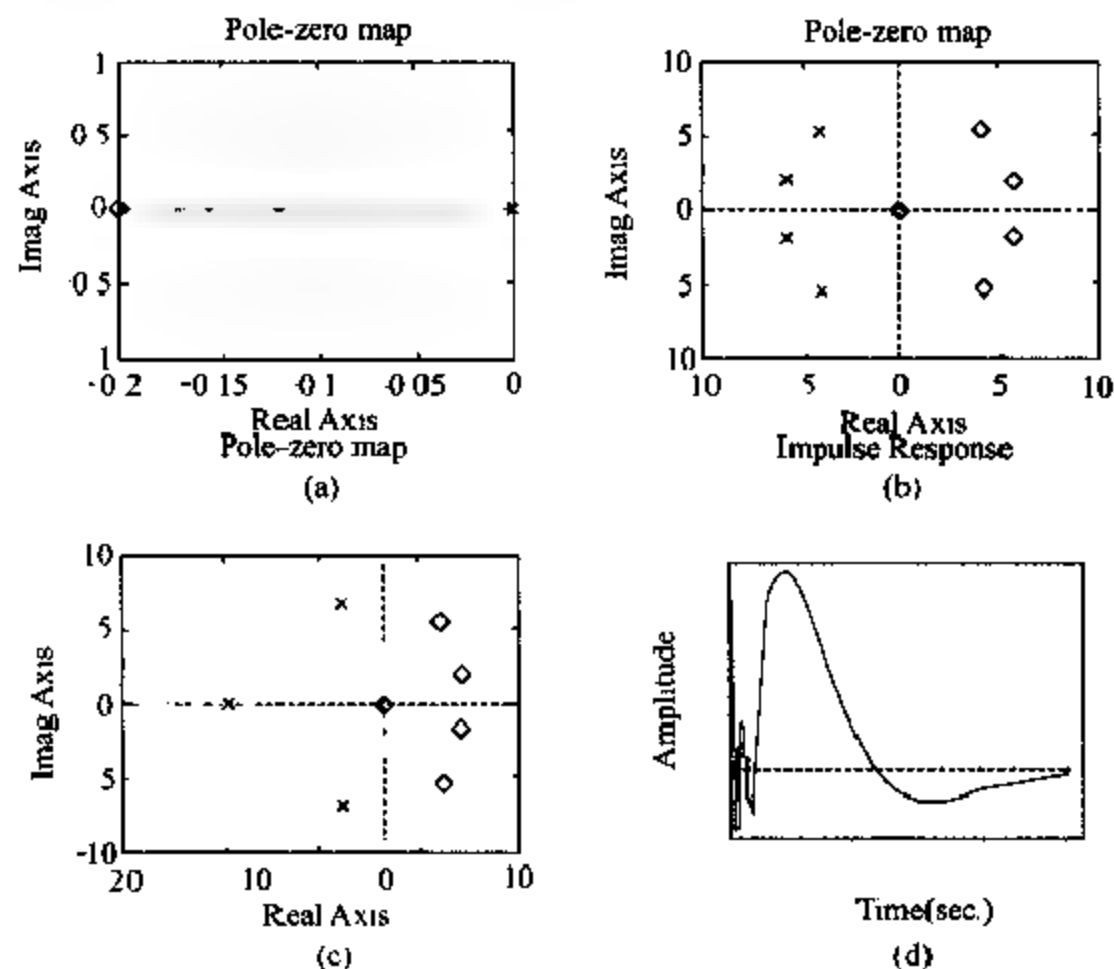 Pole-zero map
1
0 5
0
0 5
1
Imag Axis
-0 2 -0 15 -0 1 -0 05 0
Real Axis
Pole-zero map
(a)
Pole-zero map
10
5
0
5
10
Imag Axis
10 5 0 5 10
Real Axis
Impulse Response
(b)
10
5
0
5
-10
Imag Axis
20 10 0 10
Real Axis
(c)
Amplitude
Time(sec.)
(d)